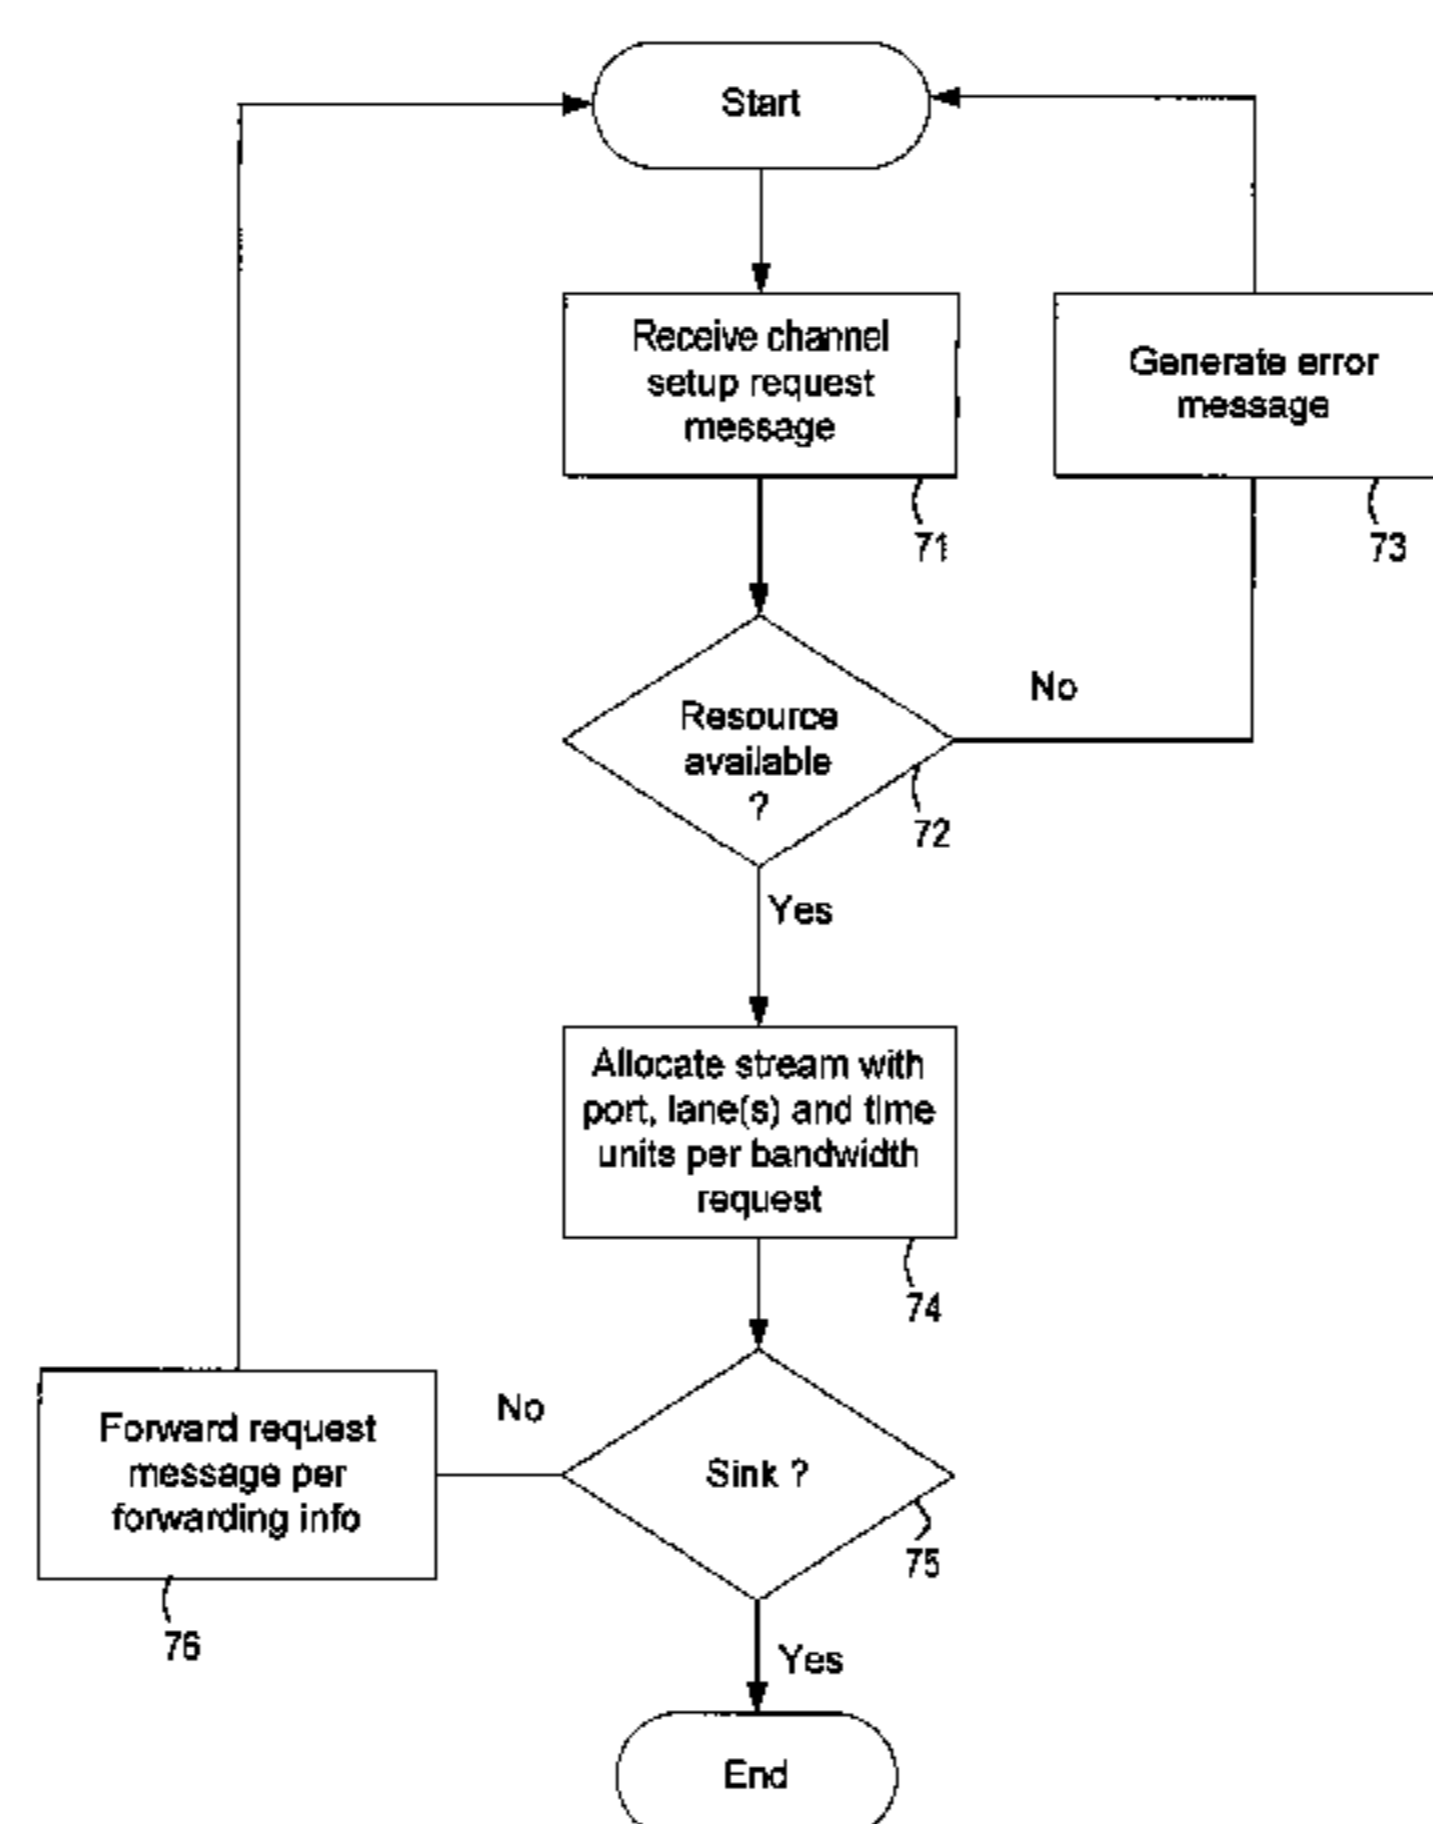 Start
Receive channel
setup request
message
71
Generate error
message
73
Resource
available
?
72
No
Yes
Allocate stream with
port, lane(s) and time
units per bandwidth
request
74
Forward request
message per
forwarding info
76
No
Sink ?
75
Yes
End